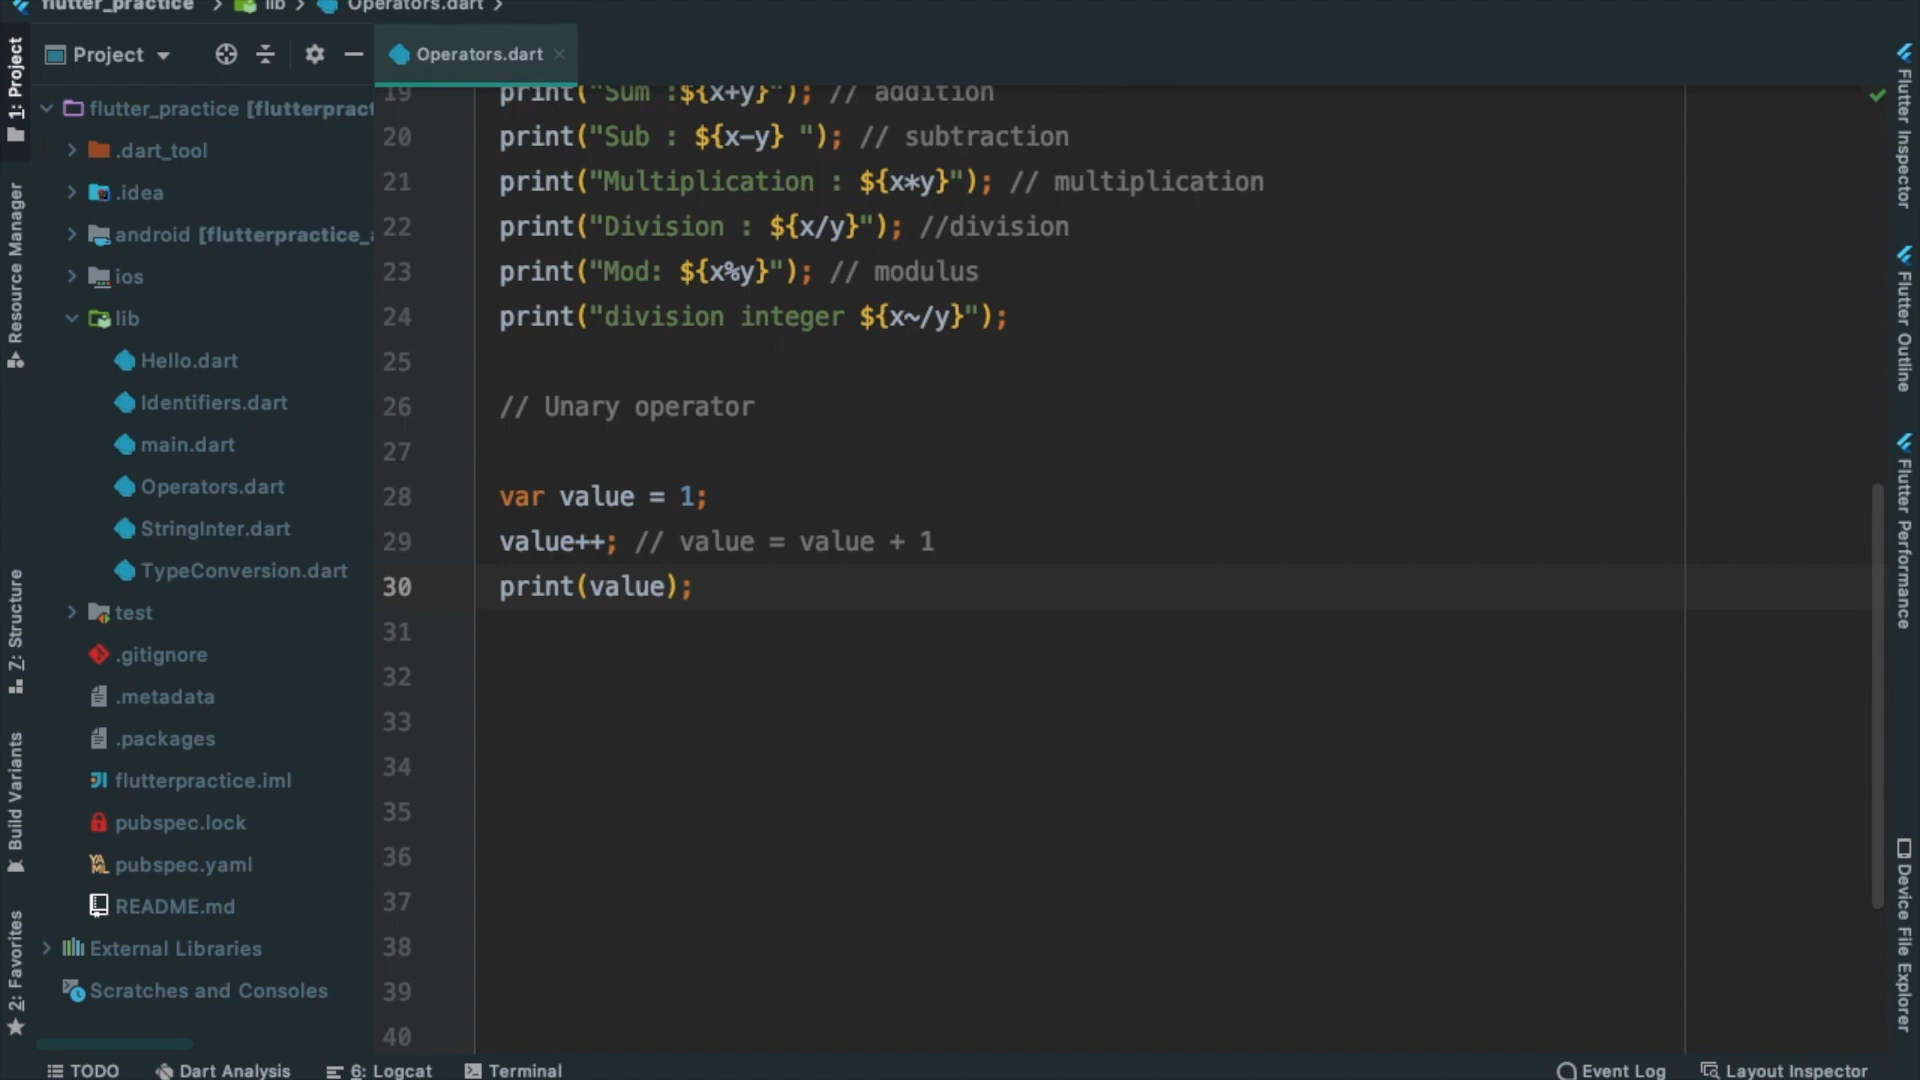 flutter_practice > lib > Operators.dart >
Project
Operators.dart
1: Project
Resource Manager
Z: Structure
Build Variants
2: Favorites
flutter_practice [flutterpract
.dart_tool
.idea
android [flutterpractice_
ios
lib
Hello.dart
Identifiers.dart
main.dart
Operators.dart
StringInter.dart
TypeConversion.dart
test
.gitignore
.metadata
.packages
flutterpractice.iml
pubspec.lock
pubspec.yaml
README.md
External Libraries
Scratches and Consoles
19 print("Sum :${x+y}"); // addition
20 print("Sub : ${x-y} "); // subtraction
21 print("Multiplication : ${x*y}"); // multiplication
22 print("Division : ${x/y}"); //division
23 print("Mod: ${x%y}"); // modulus
24 print("division integer ${x~/y}");
25
26 // Unary operator
27
28 var value = 1;
29 value++; // value = value + 1
30 print(value);
31
32
33
34
35
36
37
38
39
40
Flutter Inspector
Flutter Outline
Flutter Performance
Device File Explorer
TODO
Dart Analysis
6: Logcat
Terminal
Event Log
Layout Inspector